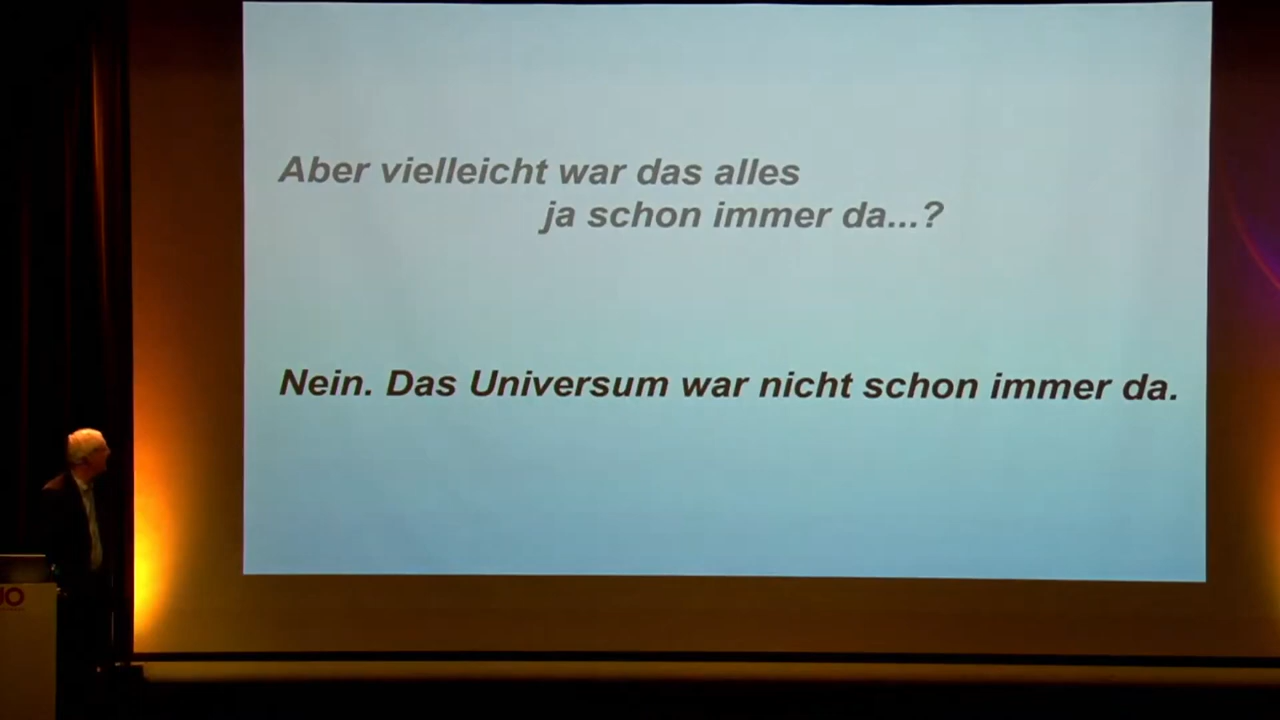 Aber vielleicht war das alles
ja schon immer da...?
Nein. Das Universum war nicht schon immer da.